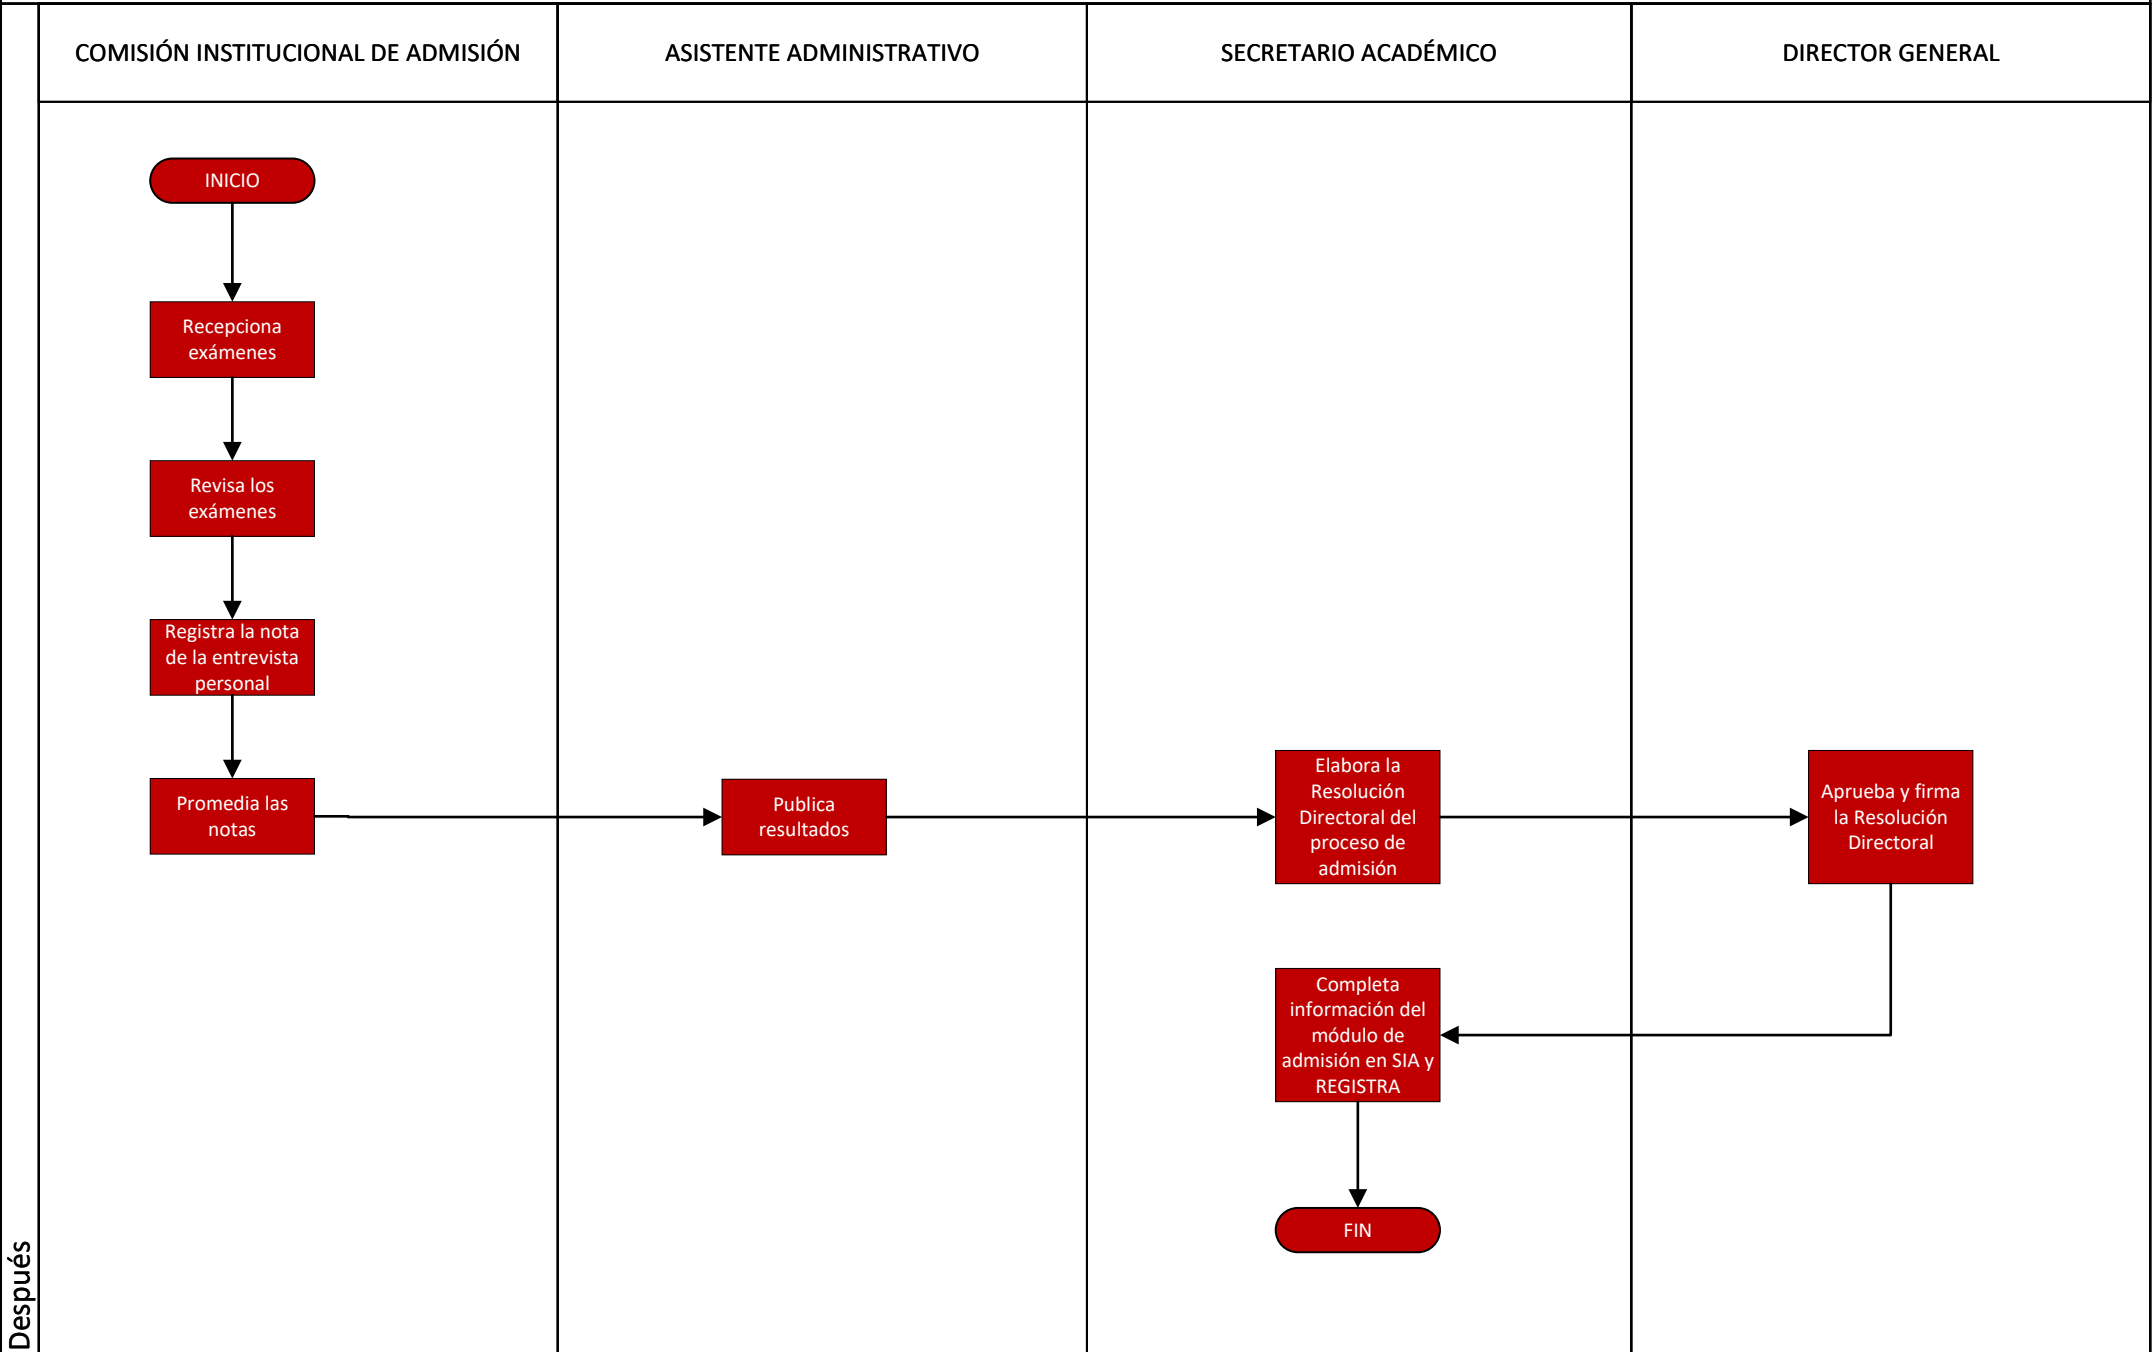 COMISIÓN INSTITUCIONAL DE ADMISIÓN
ASISTENTE ADMINISTRATIVO
SECRETARIO ACADÉMICO
DIRECTOR GENERAL
INICIO
Recepciona
exámenes
Revisa los
exámenes
Registra la nota
de la entrevista
personal
Promedia las
notas
Publica
resultados
Elabora la
Resolución
Directoral del
proceso de
admisión
Aprueba y firma
la Resolución
Directoral
Completa
información del
módulo de
admisión en SIA y
REGISTRA
FIN
Después